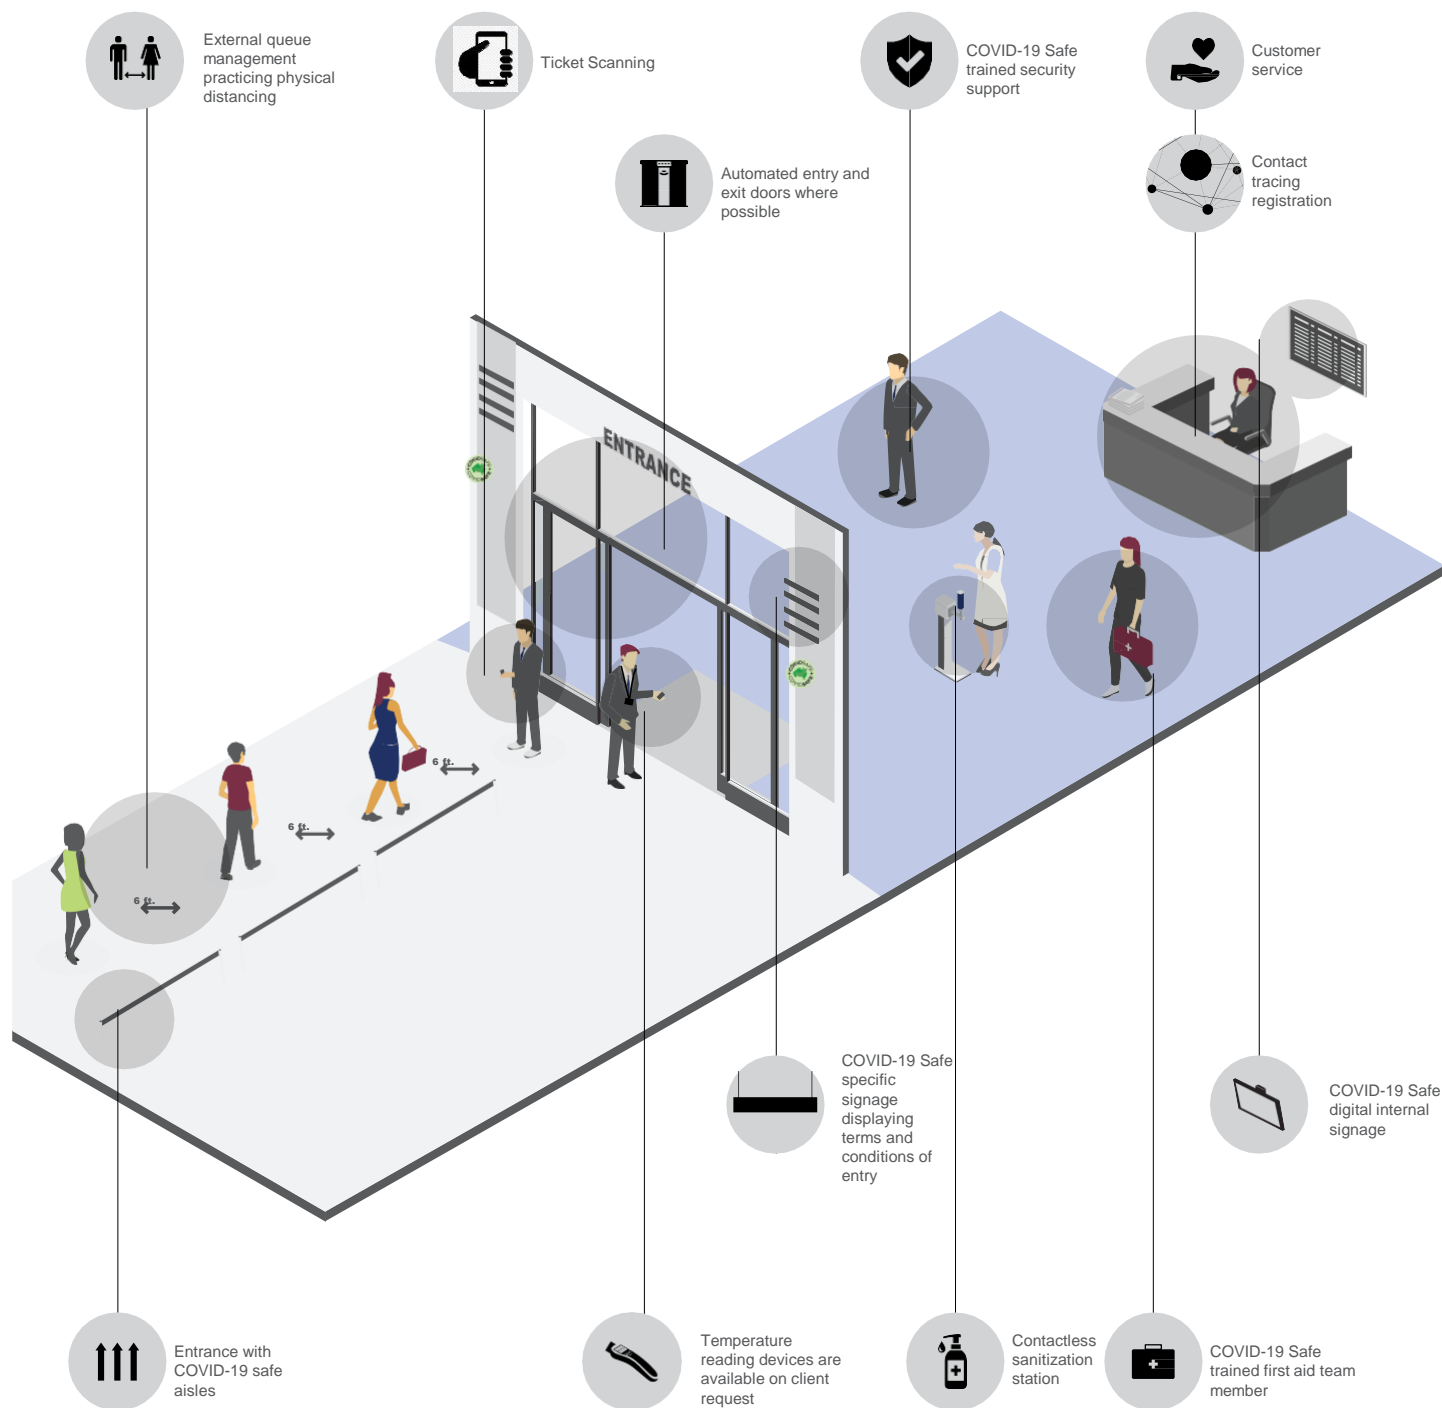 External queue
management
practicing physical
distancing
Ticket Scanning
COVID-19 Safe
trained security
support
Customer
service
Automated entry and
exit doors where
possible
Contact
tracing
registration
ENTRANCE
6 ft.
6 ft.
6 ft.
COVID-19 Safe
specific
signage
displaying
terms and
conditions of
entry
COVID-19 Safe
digital internal
signage
Entrance with
COVID-19 safe
aisles
Temperature
reading devices are
available on client
request
Contactless
sanitization
station
COVID-19 Safe
trained first aid team
member